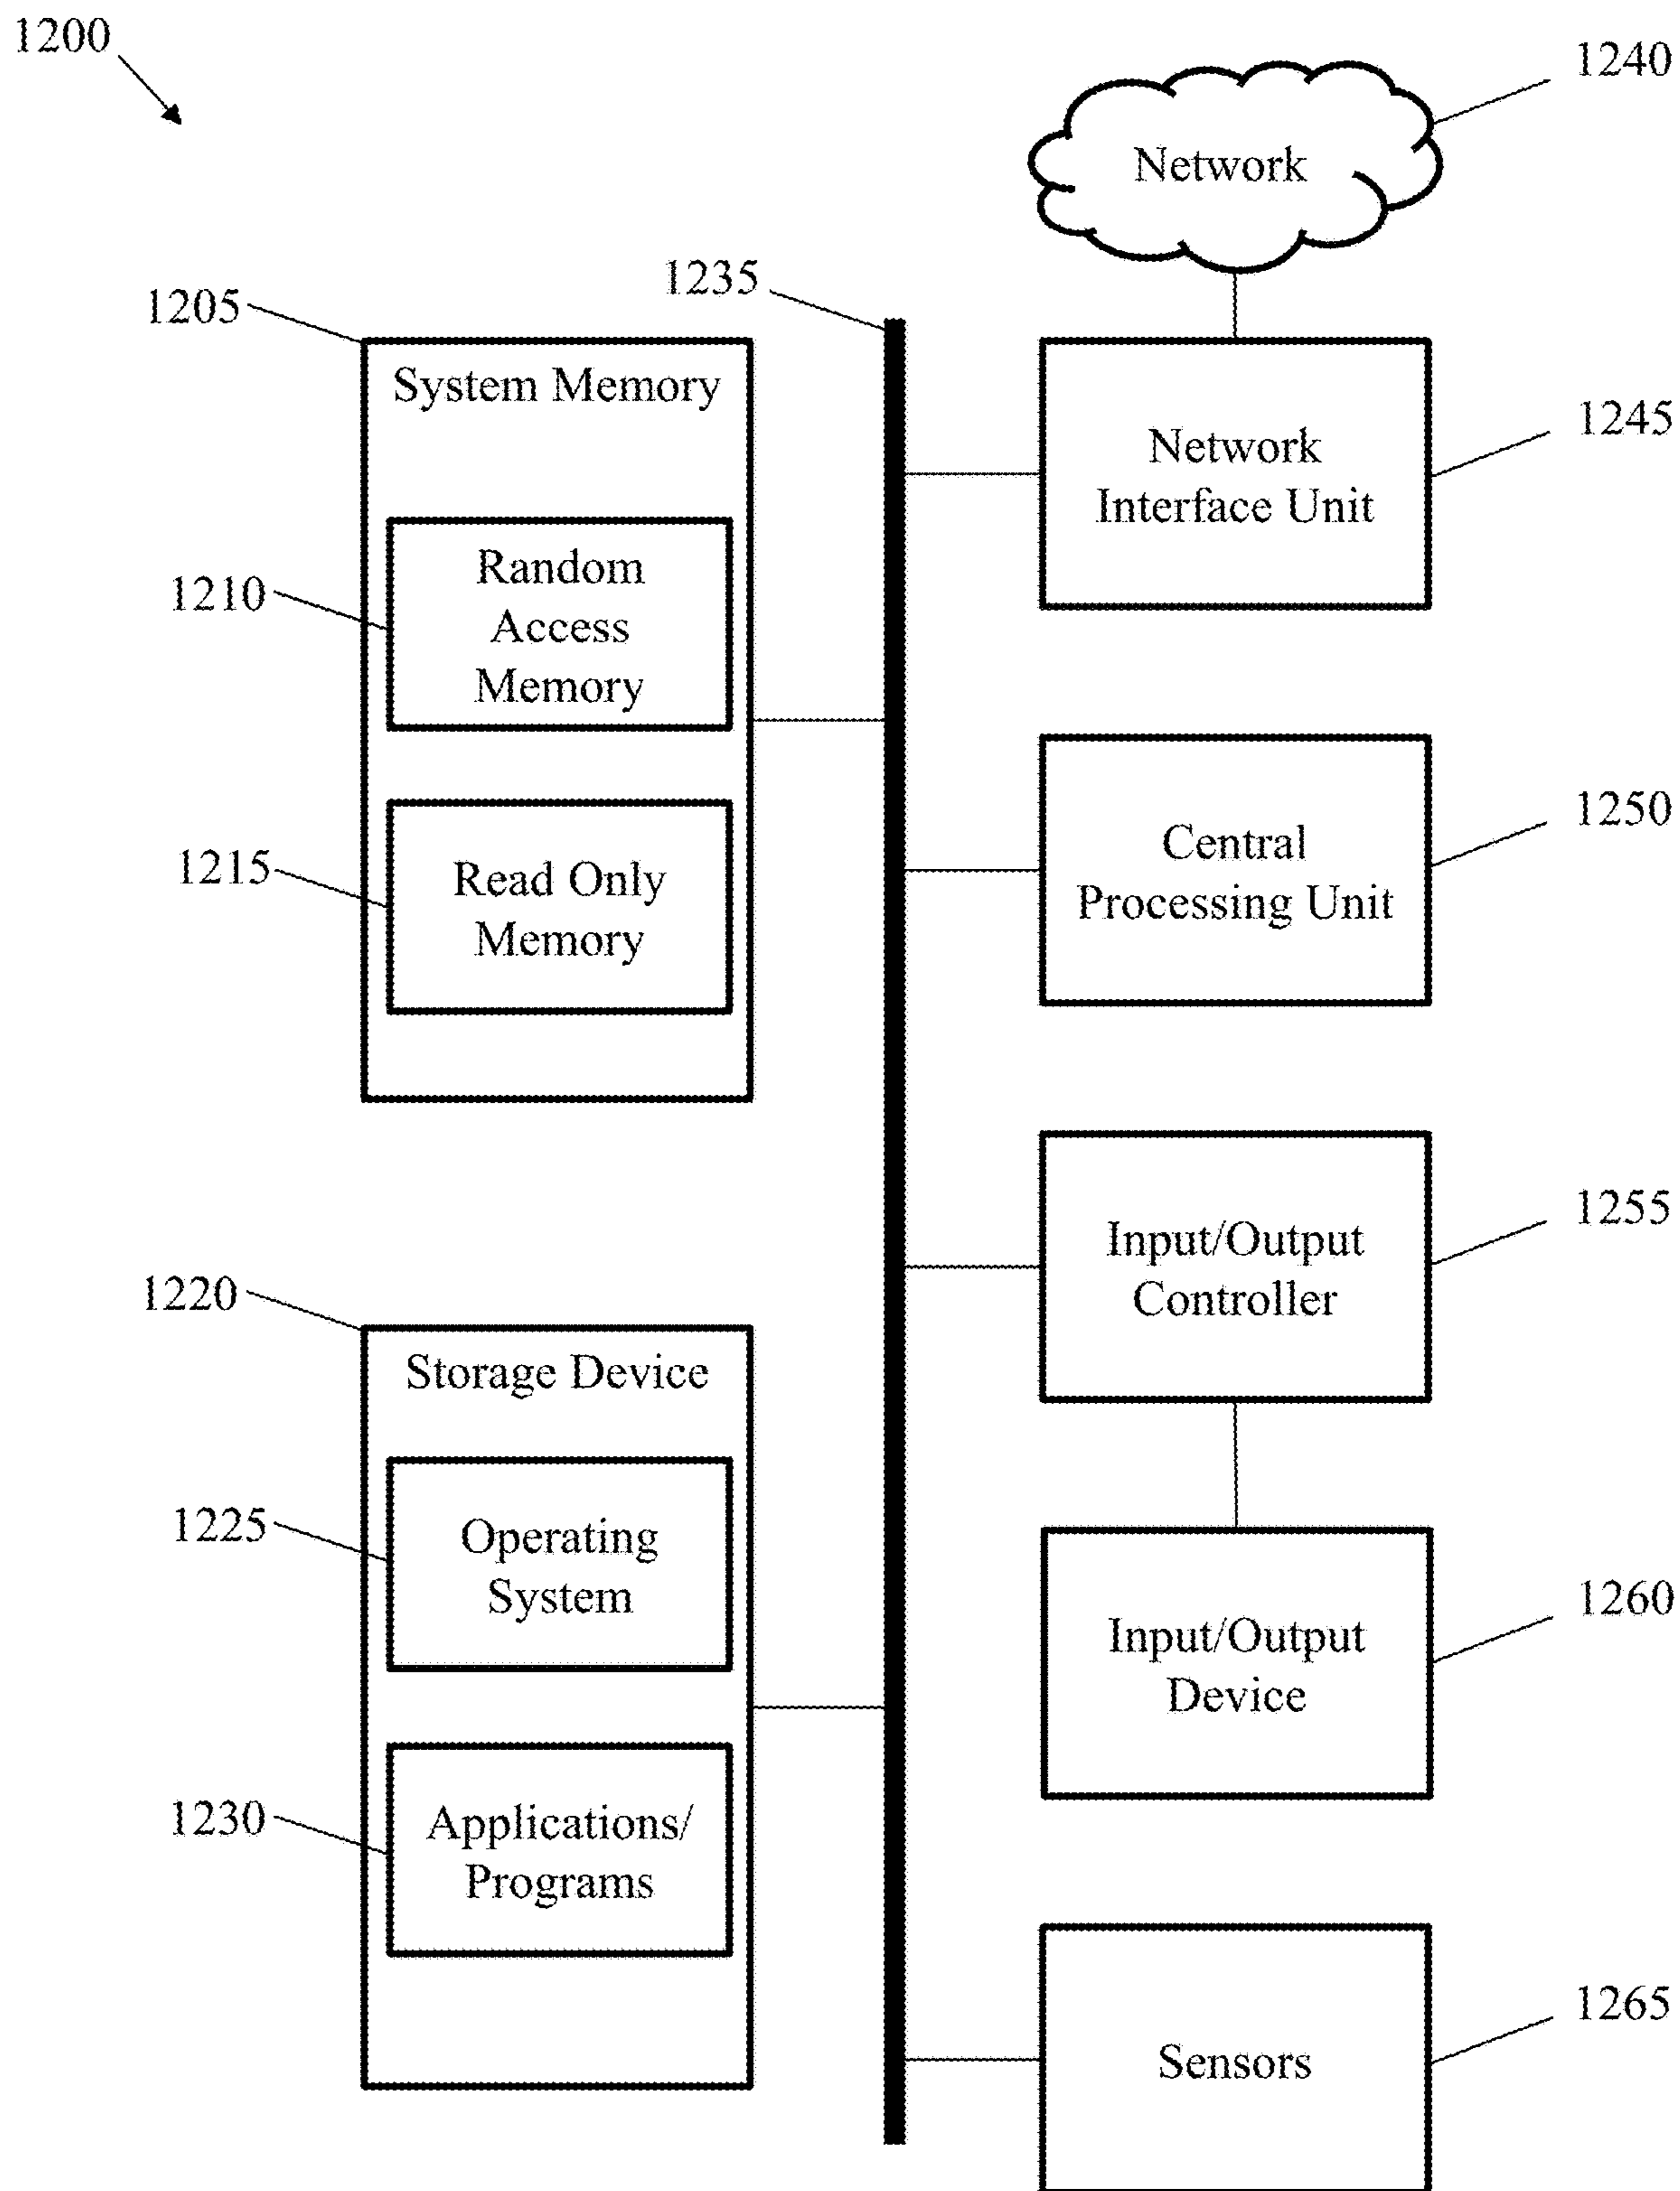 1200
1240
Network
1235
1205
System Memory
1245
Network
Interface Unit
1210
Random
Access
Memory
1250
Central
Processing Unit
1215
Read Only
Memory
1255
Input/Output
Controller
1220
Storage Device
1225
Operating
System
1260
Input/Output
Device
1230
Applications/
Programs
1265
Sensors